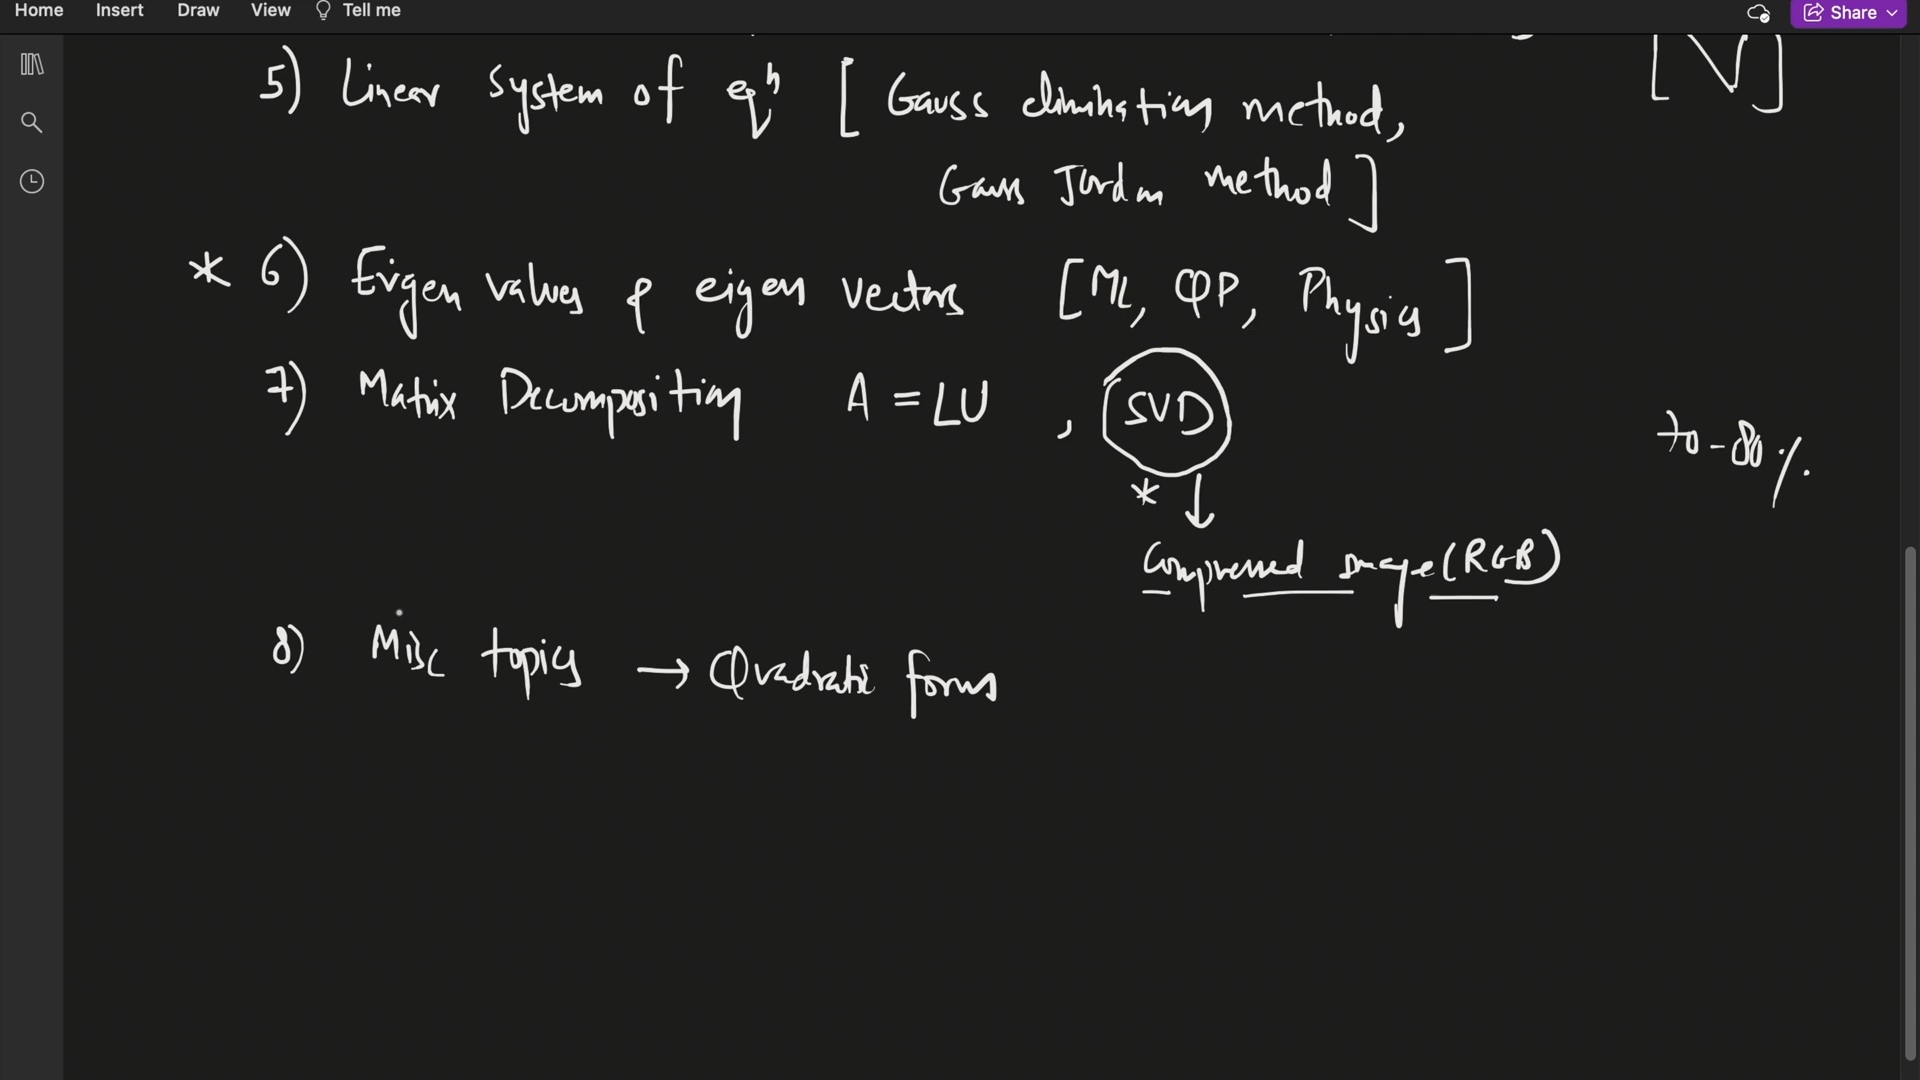 Home Insert Draw View Tell me Share
5) Linear system of eqⁿ [ Gauss elimination method,
[V]
Gauss Jordan method ]
* 6) Eigen values & eigen vectors [ML, QP, Physics]
7) Matrix Decomposition A = LU , SVD
70-80%
*
Compressed image (RGB)
8) Misc topics → Quadratic forms